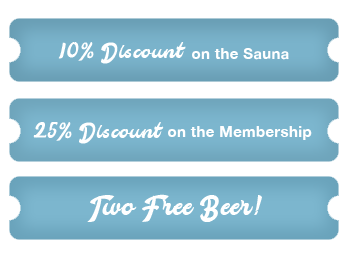 10% Discount on the Sauna
25% Discount on the Membership
Two Free Beer!